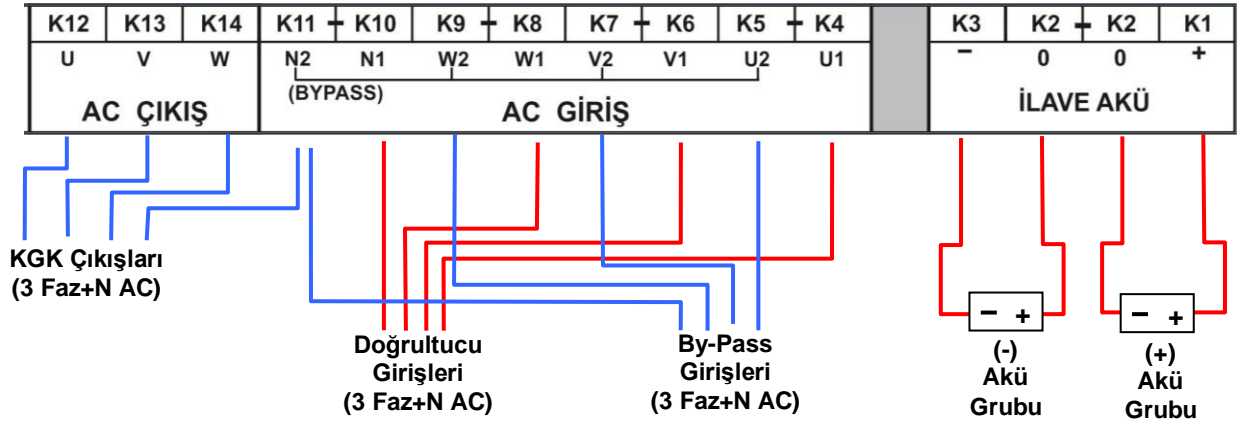 K12 K13 K14 K11 K10 K9 K8 K7 K6 K5 K4 K3 K2 K2 K1
U V W N2 N1 W2 W1 V2 V1 U2 U1 − 0 0 +
(BYPASS)
AC ÇIKIŞ AC GİRİŞ İLAVE AKÜ
KGK Çıkışları
(3 Faz+N AC)
Doğrultucu
Girişleri
(3 Faz+N AC)
By-Pass
Girişleri
(3 Faz+N AC)
− +
(-)
Akü
Grubu
− +
(+)
Akü
Grubu